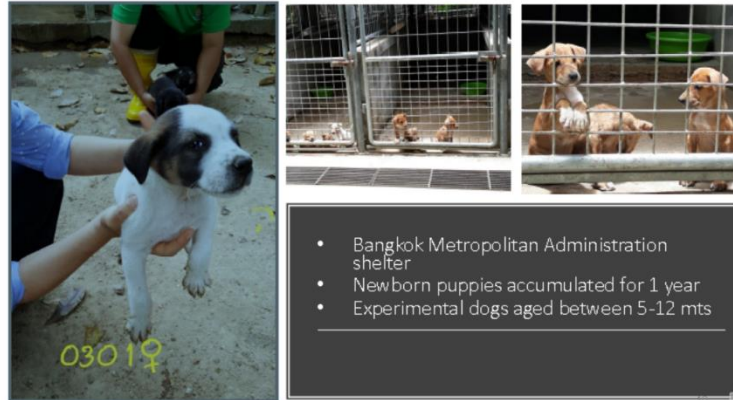 0301♀
• Bangkok Metropolitan Administration
shelter
• Newborn puppies accumulated for 1 year
• Experimental dogs aged between 5-12 mts